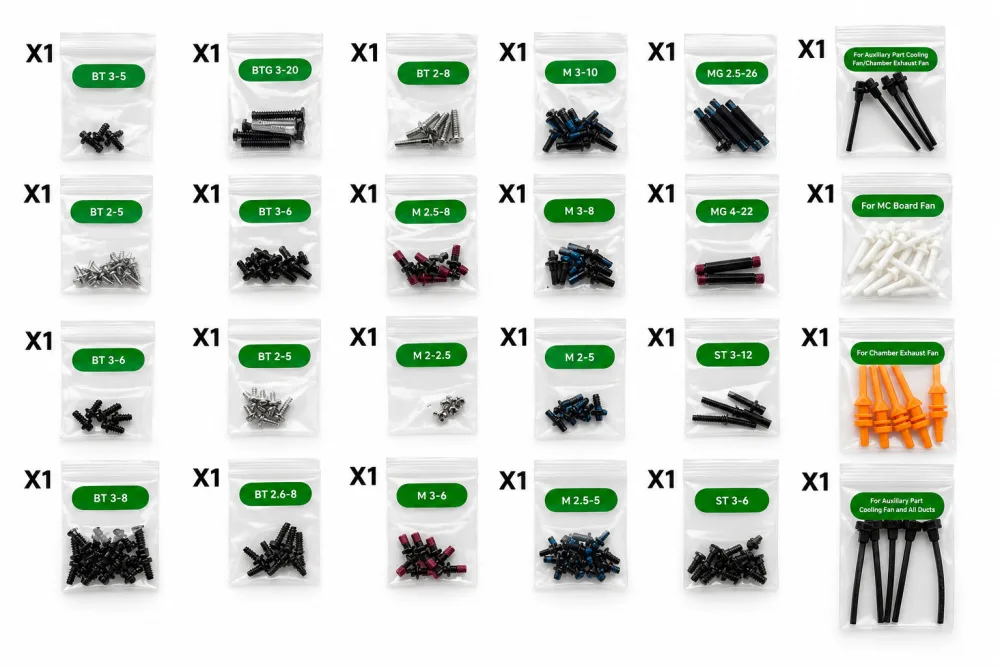 X1
BT 3-5
X1
BTG 3-20
X1
BT 2-8
X1
M 3-10
X1
MG 2.5-26
X1
For Auxiliary Part Cooling
Fan/Chamber Exhaust Fan
X1
BT 2-5
X1
BT 3-6
X1
M 2.5-8
X1
M 3-8
X1
MG 4-22
X1
For MC Board Fan
X1
BT 3-6
X1
BT 2-5
X1
M 2-2.5
X1
M 2-5
X1
ST 3-12
X1
For Chamber Exhaust Fan
X1
BT 3-8
X1
BT 2.6-8
X1
M 3-6
X1
M 2.5-5
X1
ST 3-6
X1
For Auxiliary Part
Cooling Fan and All Ducts